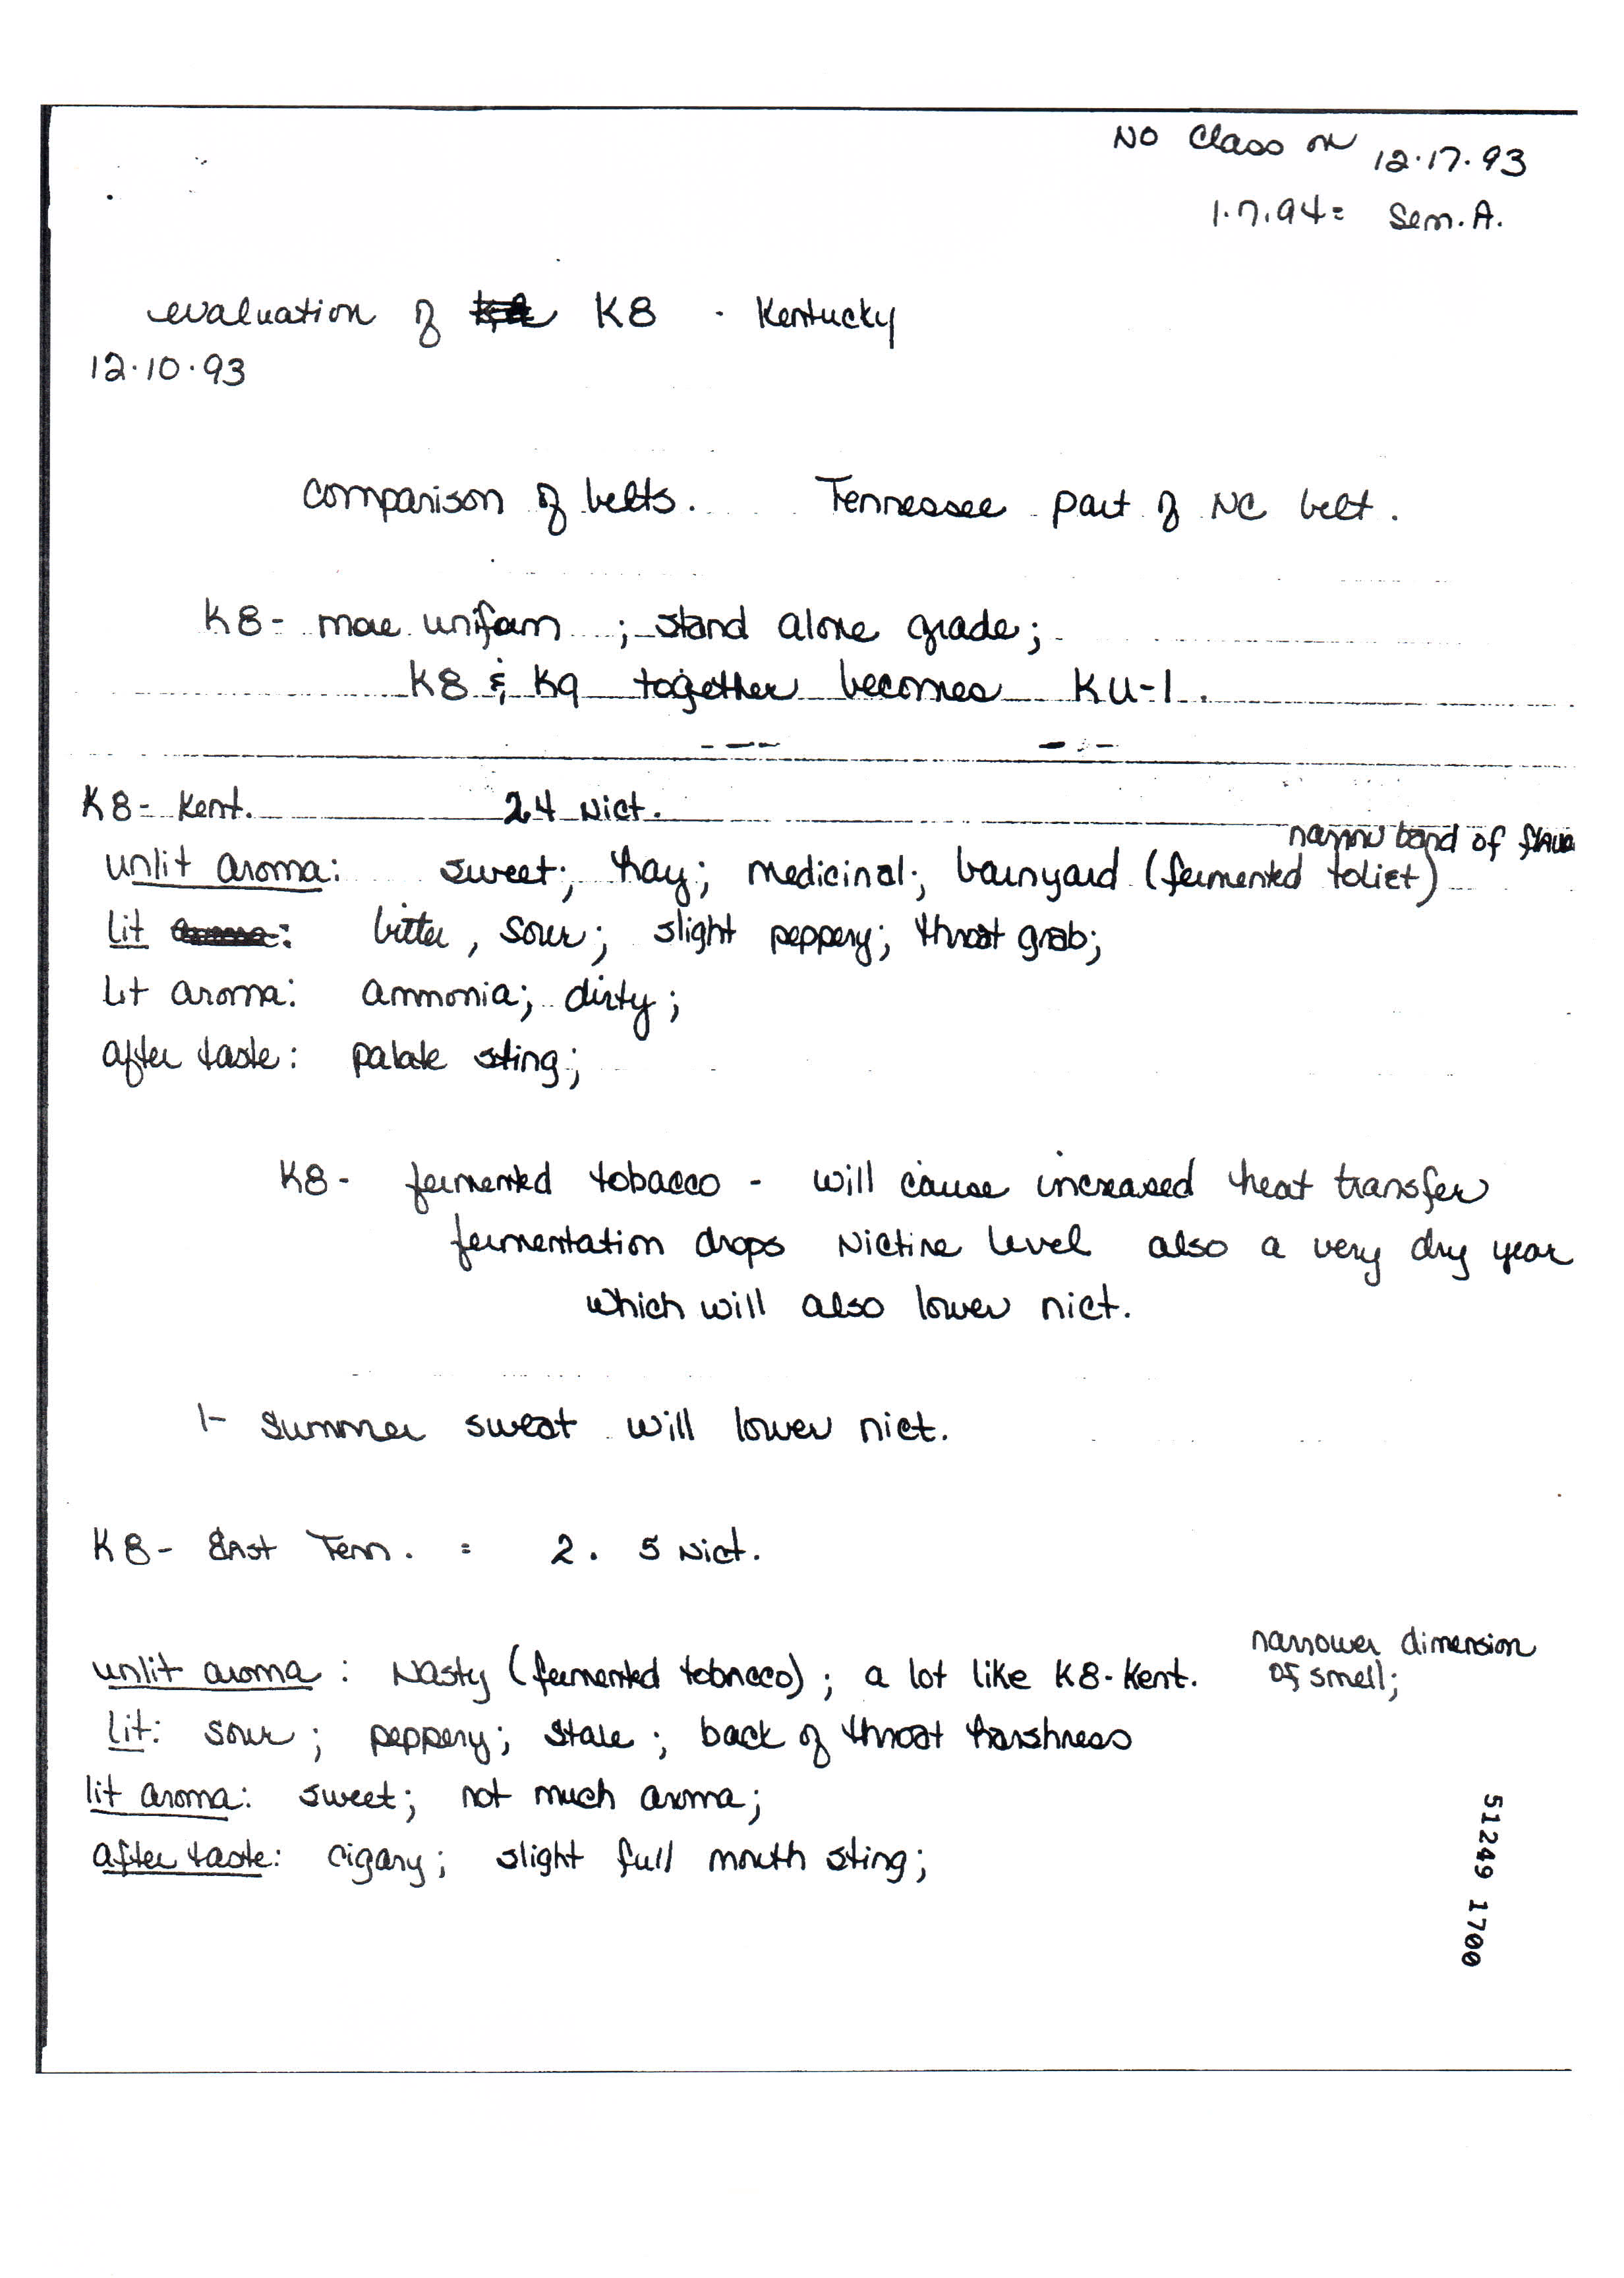 No Class on 12.17.93
1.7.94= Sem. A.
evaluation of K8 . Kentucky
12.10.93
comparison of belts. Tennessee part of NC belt.
K8- more uniform ; stand alone grade;
K8 & K9 together becomes KU-1.
K8- Kent. 2.4 Nict.
narrow band of
unlit aroma: sweet; hay; medicinal; barnyard (fermented toliet)
lit : bitter, sour; slight peppery; throat grab;
Lit aroma: ammonia; dirty;
after taste: palate sting;
K8- fermented tobacco - will cause increased heat transfer
fermentation drops Nictine level also a very dry year
which will also lower nict.
1- summer sweat will lower nict.
K8- East Tenn. = 2.5 Nict.
narrower dimension
unlit aroma: Nasty (fermented tobacco); a lot like K8-Kent. of smell;
lit: sour; peppery; stale; back of throat harshness
lit aroma: sweet; not much aroma;
after taste: cigary; slight full mouth sting;
51249 1700